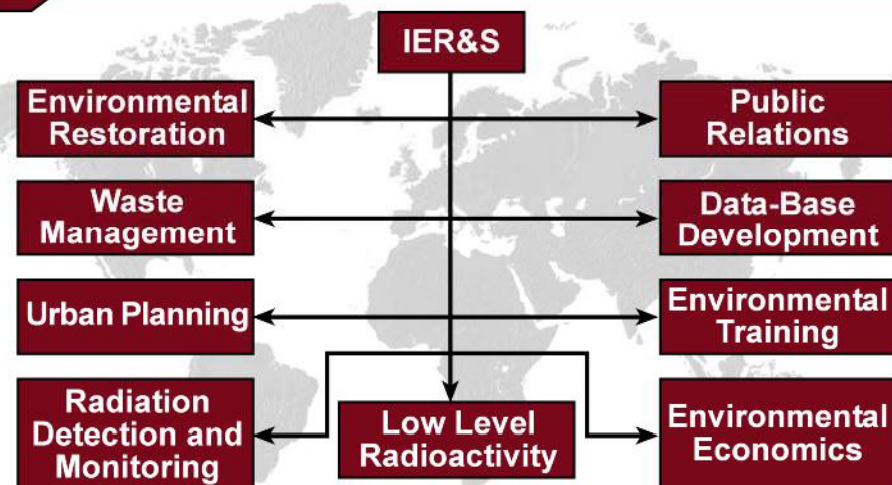 IER&S
Environmental
Restoration
Public
Relations
Waste
Management
Data-Base
Development
Urban Planning
Environmental
Training
Radiation
Detection and
Monitoring
Low Level
Radioactivity
Environmental
Economics